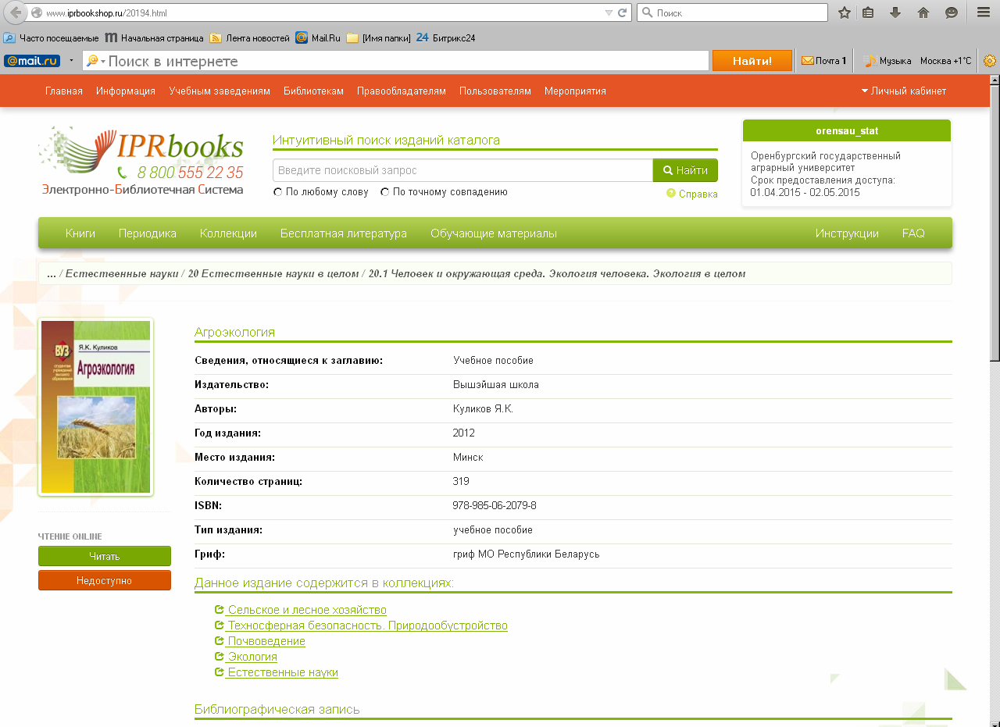 www.iprbookshop.ru/20194.html
Поиск
Часто посещаемые Начальная страница Лента новостей Mail.Ru [Имя папки] 24 Битрикс24
@mail.ru Поиск в интернете Найти! Почта 1 Музыка Москва +1°C
Главная Информация Учебным заведениям Библиотекам Правообладателям Пользователям Мероприятия Личный кабинет
IPRbooks
8 800 555 22 35
Электронно-Библиотечная Система
Интуитивный поиск изданий каталога
Введите поисковый запрос Найти
По любому слову По точному совпадению Справка
orensau_stat
Оренбургский государственный
аграрный университет
Срок предоставления доступа:
01.04.2015 - 02.05.2015
Книги Периодика Коллекции Бесплатная литература Обучающие материалы Инструкции FAQ
... / Естественные науки / 20 Естественные науки в целом / 20.1 Человек и окружающая среда. Экология человека. Экология в целом
ВУЗ
студентам
учреждений
высшего
образования
Я.К. Куликов
Агроэкология
ЧТЕНИЕ ONLINE
Читать
Недоступно
Агроэкология
Сведения, относящиеся к заглавию: Учебное пособие
Издательство: Вышэйшая школа
Авторы: Куликов Я.К.
Год издания: 2012
Место издания: Минск
Количество страниц: 319
ISBN: 978-985-06-2079-8
Тип издания: учебное пособие
Гриф: гриф МО Республики Беларусь
Данное издание содержится в коллекциях:
Сельское и лесное хозяйство
Техносферная безопасность. Природообустройство
Почвоведение
Экология
Естественные науки
Библиографическая запись